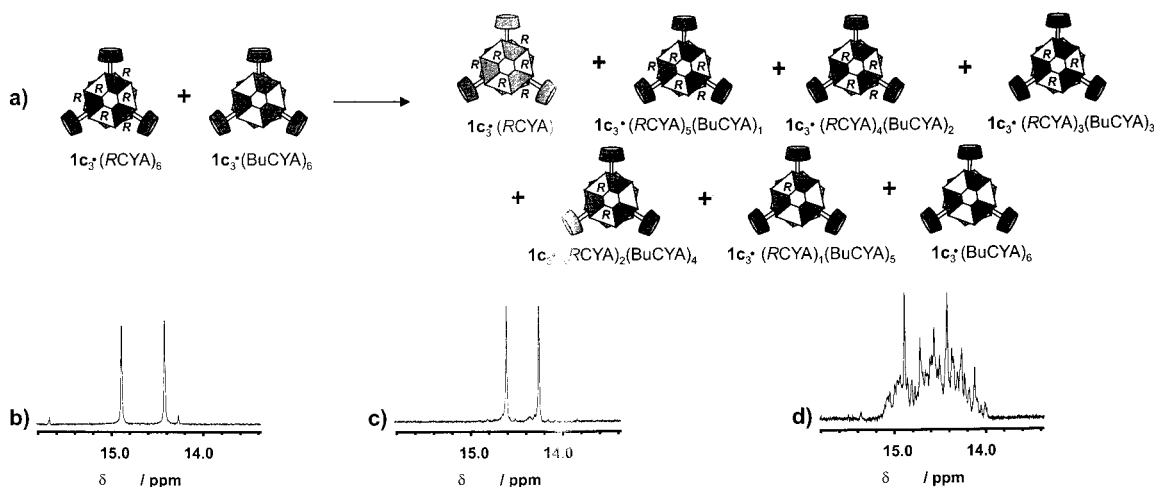 a)
R R R R R R
+
R R R R R R
+
R R R R R
+
R R R R
+
R R R
1c₃•(RCYA)₆
1c₃•(BuCYA)₆
1c₃•(RCYA)
1c₃•(RCYA)₅(BuCYA)₁
1c₃•(RCYA)₄(BuCYA)₂
1c₃•(RCYA)₃(BuCYA)₃
+
R R
+
R
+
1c₃• RCYA)₂(BuCYA)₄
1c₃•(RCYA)₁(BuCYA)₅
1c₃•(BuCYA)₆
b)
15.0 14.0
δ / ppm
c)
15.0 14.0
δ / ppm
d)
15.0 14.0
δ / ppm